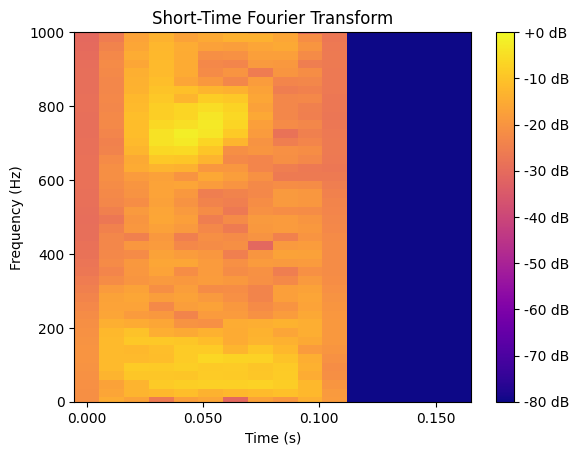 Short-Time Fourier Transform
1000
800
600
400
200
0
Frequency (Hz)
0.000
0.050
0.100
0.150
Time (s)
+0 dB
-10 dB
-20 dB
-30 dB
-40 dB
-50 dB
-60 dB
-70 dB
-80 dB